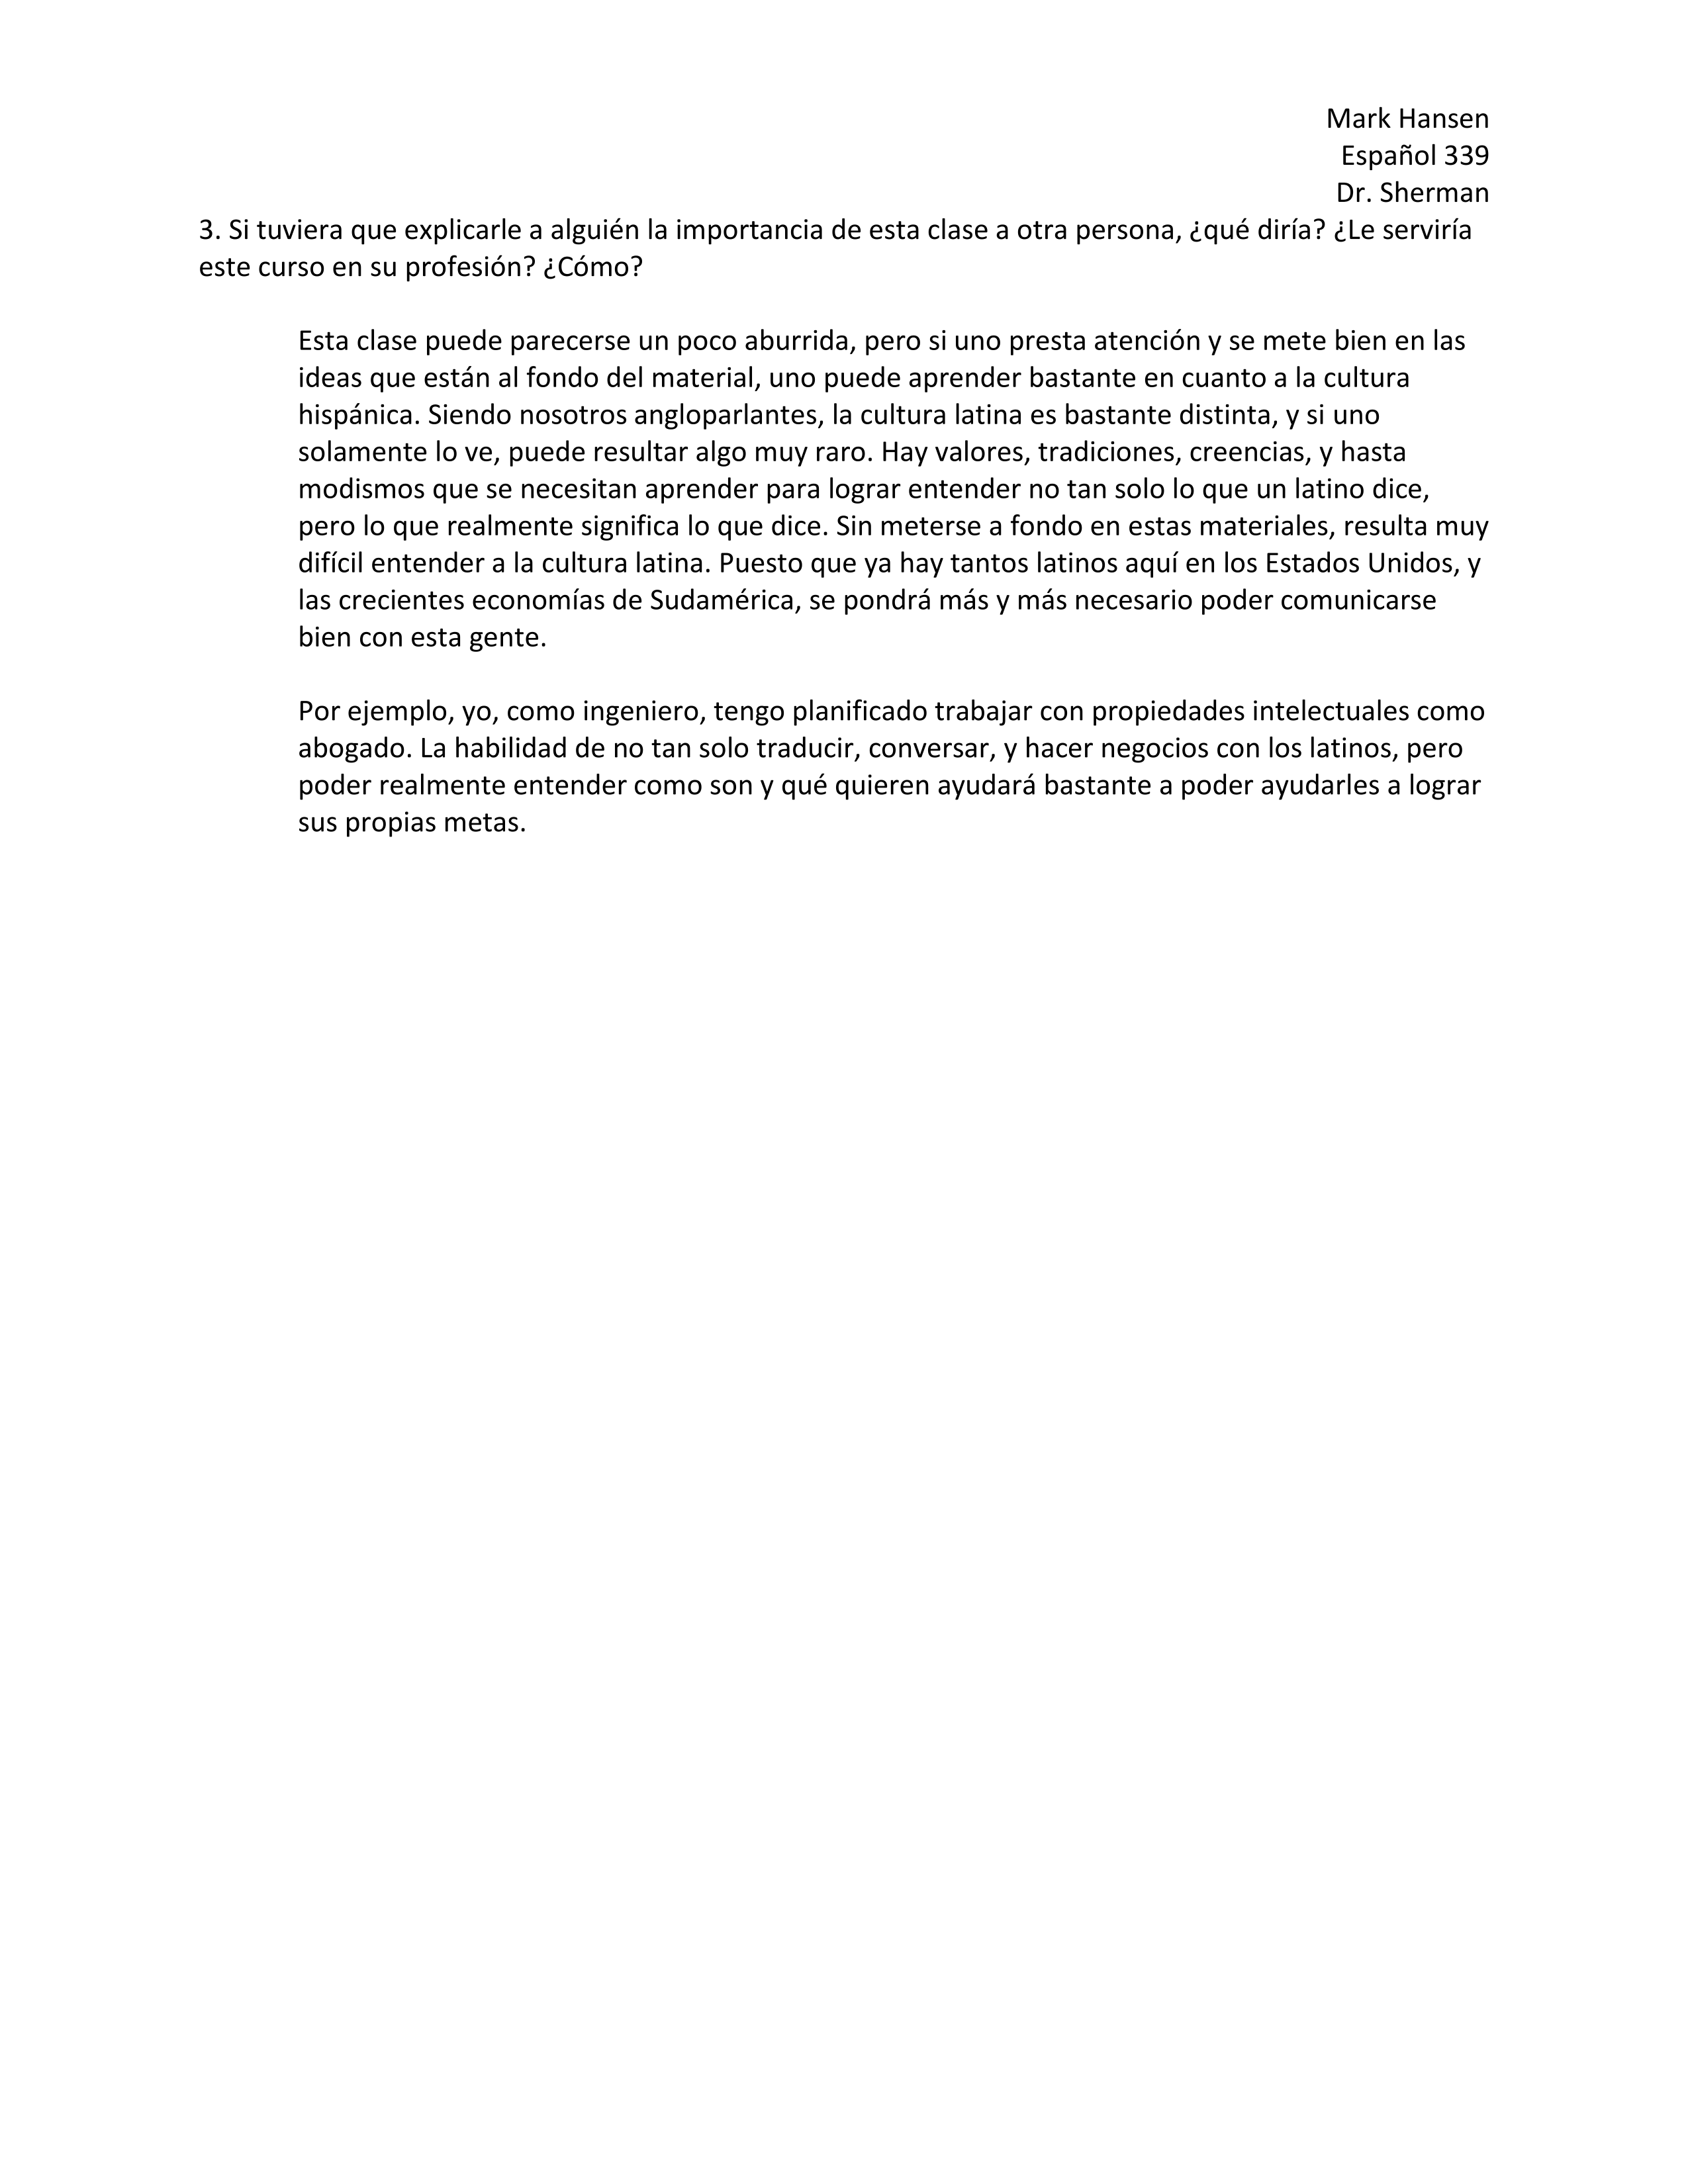 Mark Hansen
Español 339
Dr. Sherman
3. Si tuviera que explicarle a alguién la importancia de esta clase a otra persona, ¿qué diría? ¿Le serviría
este curso en su profesión? ¿Cómo?
Esta clase puede parecerse un poco aburrida, pero si uno presta atención y se mete bien en las
ideas que están al fondo del material, uno puede aprender bastante en cuanto a la cultura
hispánica. Siendo nosotros angloparlantes, la cultura latina es bastante distinta, y si uno
solamente lo ve, puede resultar algo muy raro. Hay valores, tradiciones, creencias, y hasta
modismos que se necesitan aprender para lograr entender no tan solo lo que un latino dice,
pero lo que realmente significa lo que dice. Sin meterse a fondo en estas materiales, resulta muy
difícil entender a la cultura latina. Puesto que ya hay tantos latinos aquí en los Estados Unidos, y
las crecientes economías de Sudamérica, se pondrá más y más necesario poder comunicarse
bien con esta gente.
Por ejemplo, yo, como ingeniero, tengo planificado trabajar con propiedades intelectuales como
abogado. La habilidad de no tan solo traducir, conversar, y hacer negocios con los latinos, pero
poder realmente entender como son y qué quieren ayudará bastante a poder ayudarles a lograr
sus propias metas.